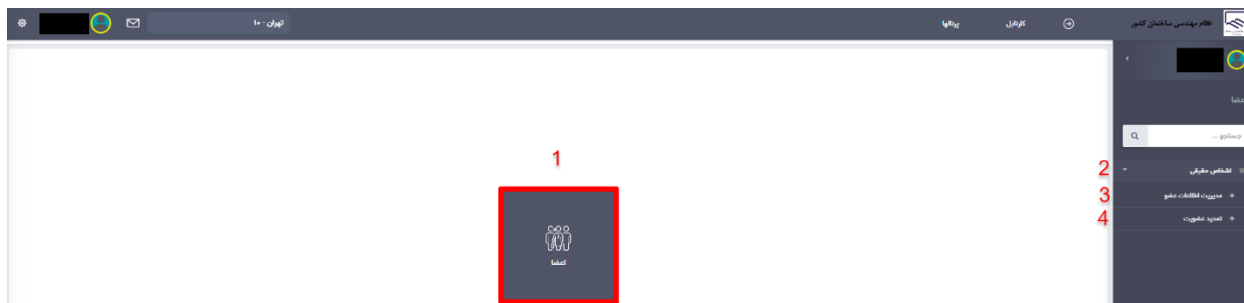 نظام مهندسی ساختمان کشور
کارتابل
پرتالها
تهران - ۱۰
اعضا
جستجو ...
1
2 اشخاص حقیقی
3 مدیریت اطلاعات عضو
4 تمدید عضویت
اعضا